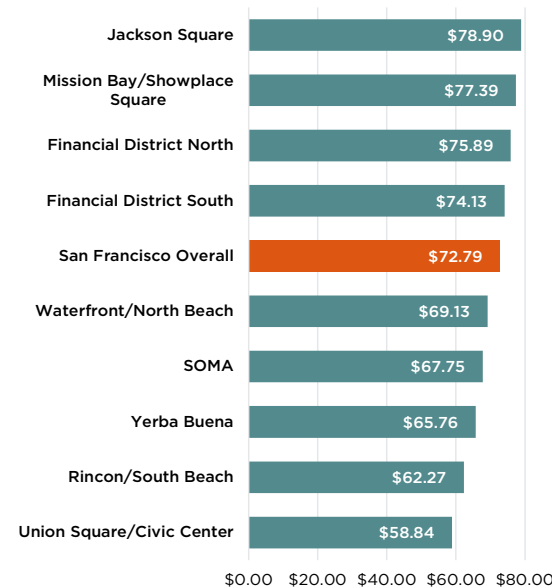 Jackson Square $78.90
Mission Bay/Showplace
Square $77.39
Financial District North $75.89
Financial District South $74.13
San Francisco Overall $72.79
Waterfront/North Beach $69.13
SOMA $67.75
Yerba Buena $65.76
Rincon/South Beach $62.27
Union Square/Civic Center $58.84
$0.00 $20.00 $40.00 $60.00 $80.00